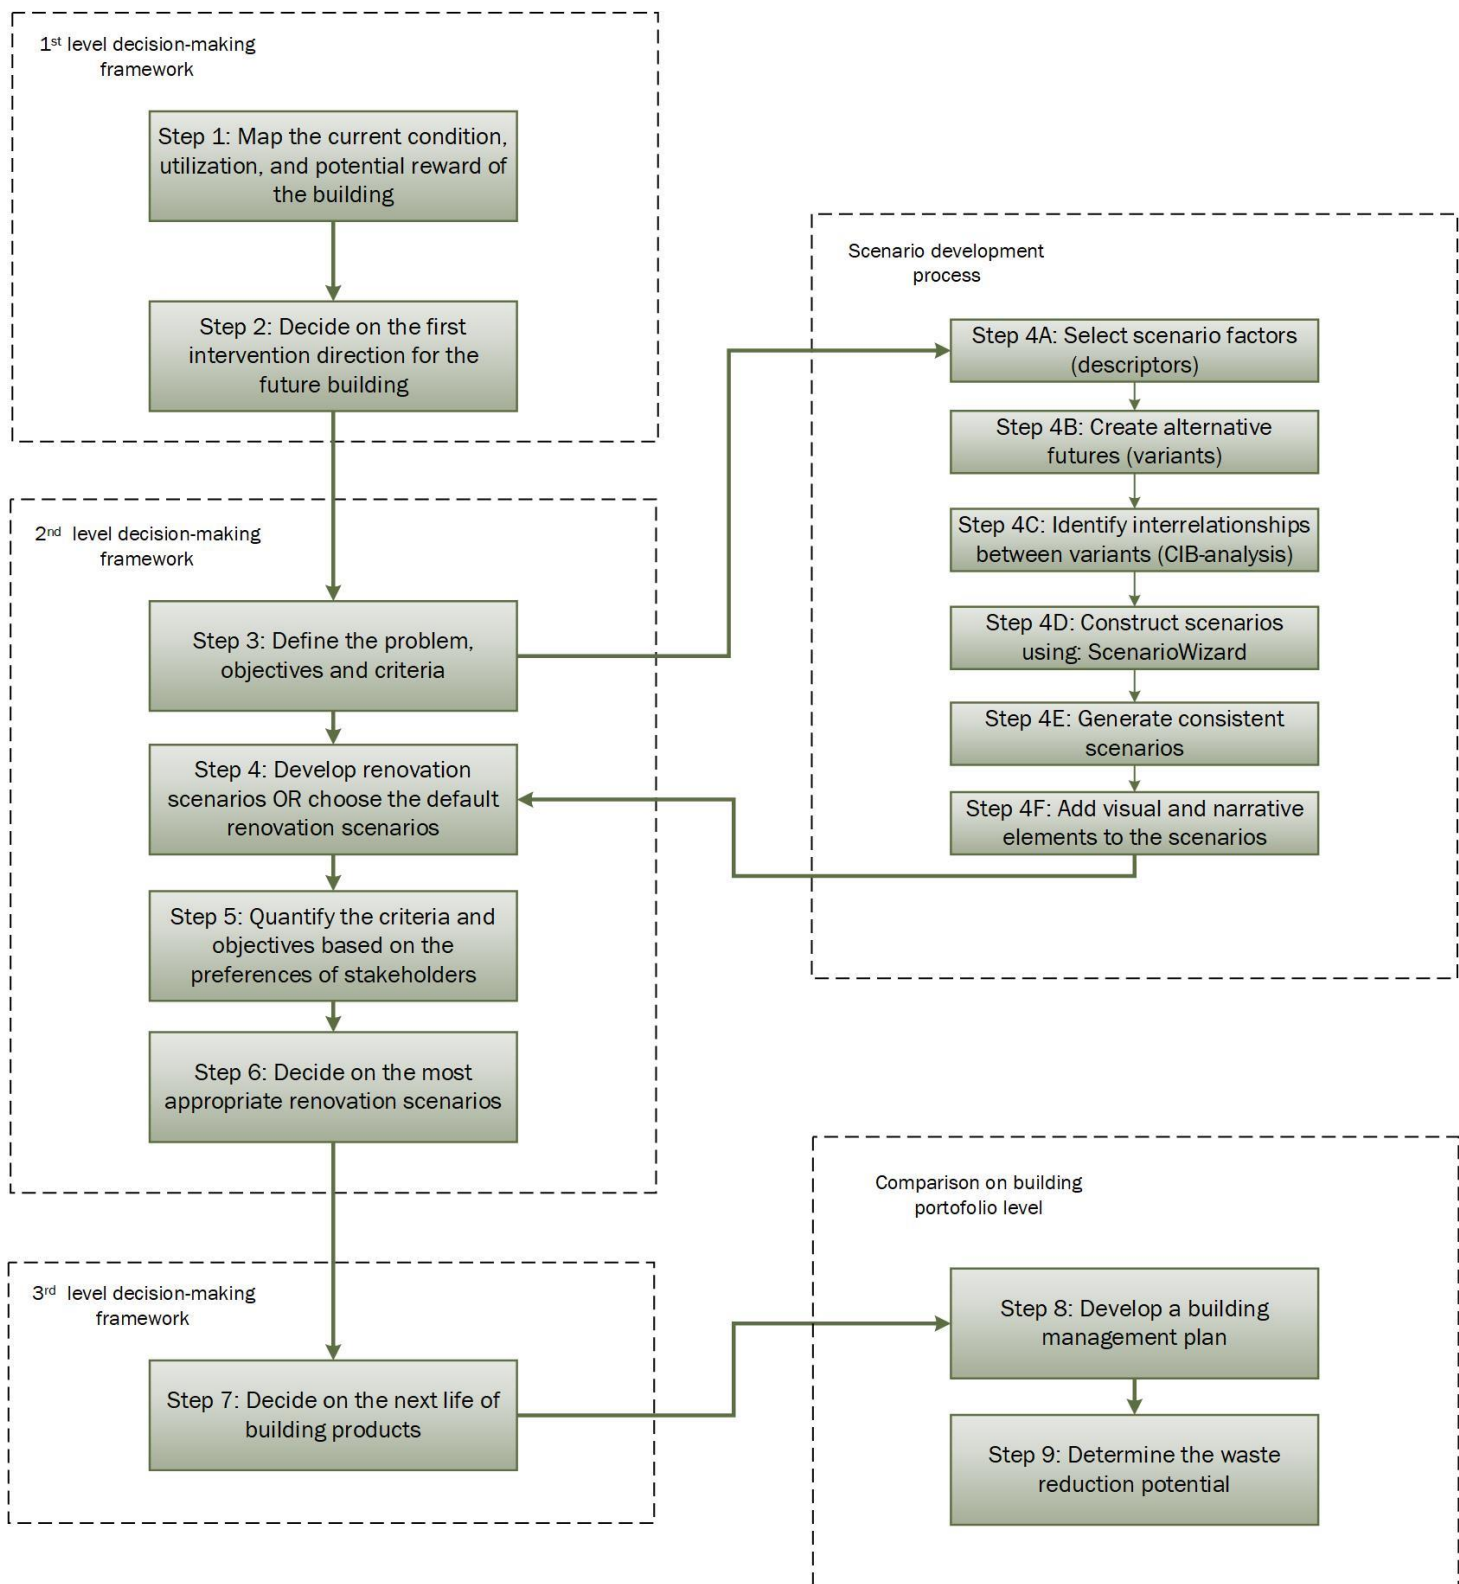 1st level decision-making
framework
Step 1: Map the current condition,
utilization, and potential reward of
the building
Step 2: Decide on the first
intervention direction for the
future building
2nd level decision-making
framework
Step 3: Define the problem,
objectives and criteria
Step 4: Develop renovation
scenarios OR choose the default
renovation scenarios
Step 5: Quantify the criteria and
objectives based on the
preferences of stakeholders
Step 6: Decide on the most
appropriate renovation scenarios
Scenario development
process
Step 4A: Select scenario factors
(descriptors)
Step 4B: Create alternative
futures (variants)
Step 4C: Identify interrelationships
between variants (CIB-analysis)
Step 4D: Construct scenarios
using: ScenarioWizard
Step 4E: Generate consistent
scenarios
Step 4F: Add visual and narrative
elements to the scenarios
3rd level decision-making
framework
Step 7: Decide on the next life of
building products
Comparison on building
portofolio level
Step 8: Develop a building
management plan
Step 9: Determine the waste
reduction potential